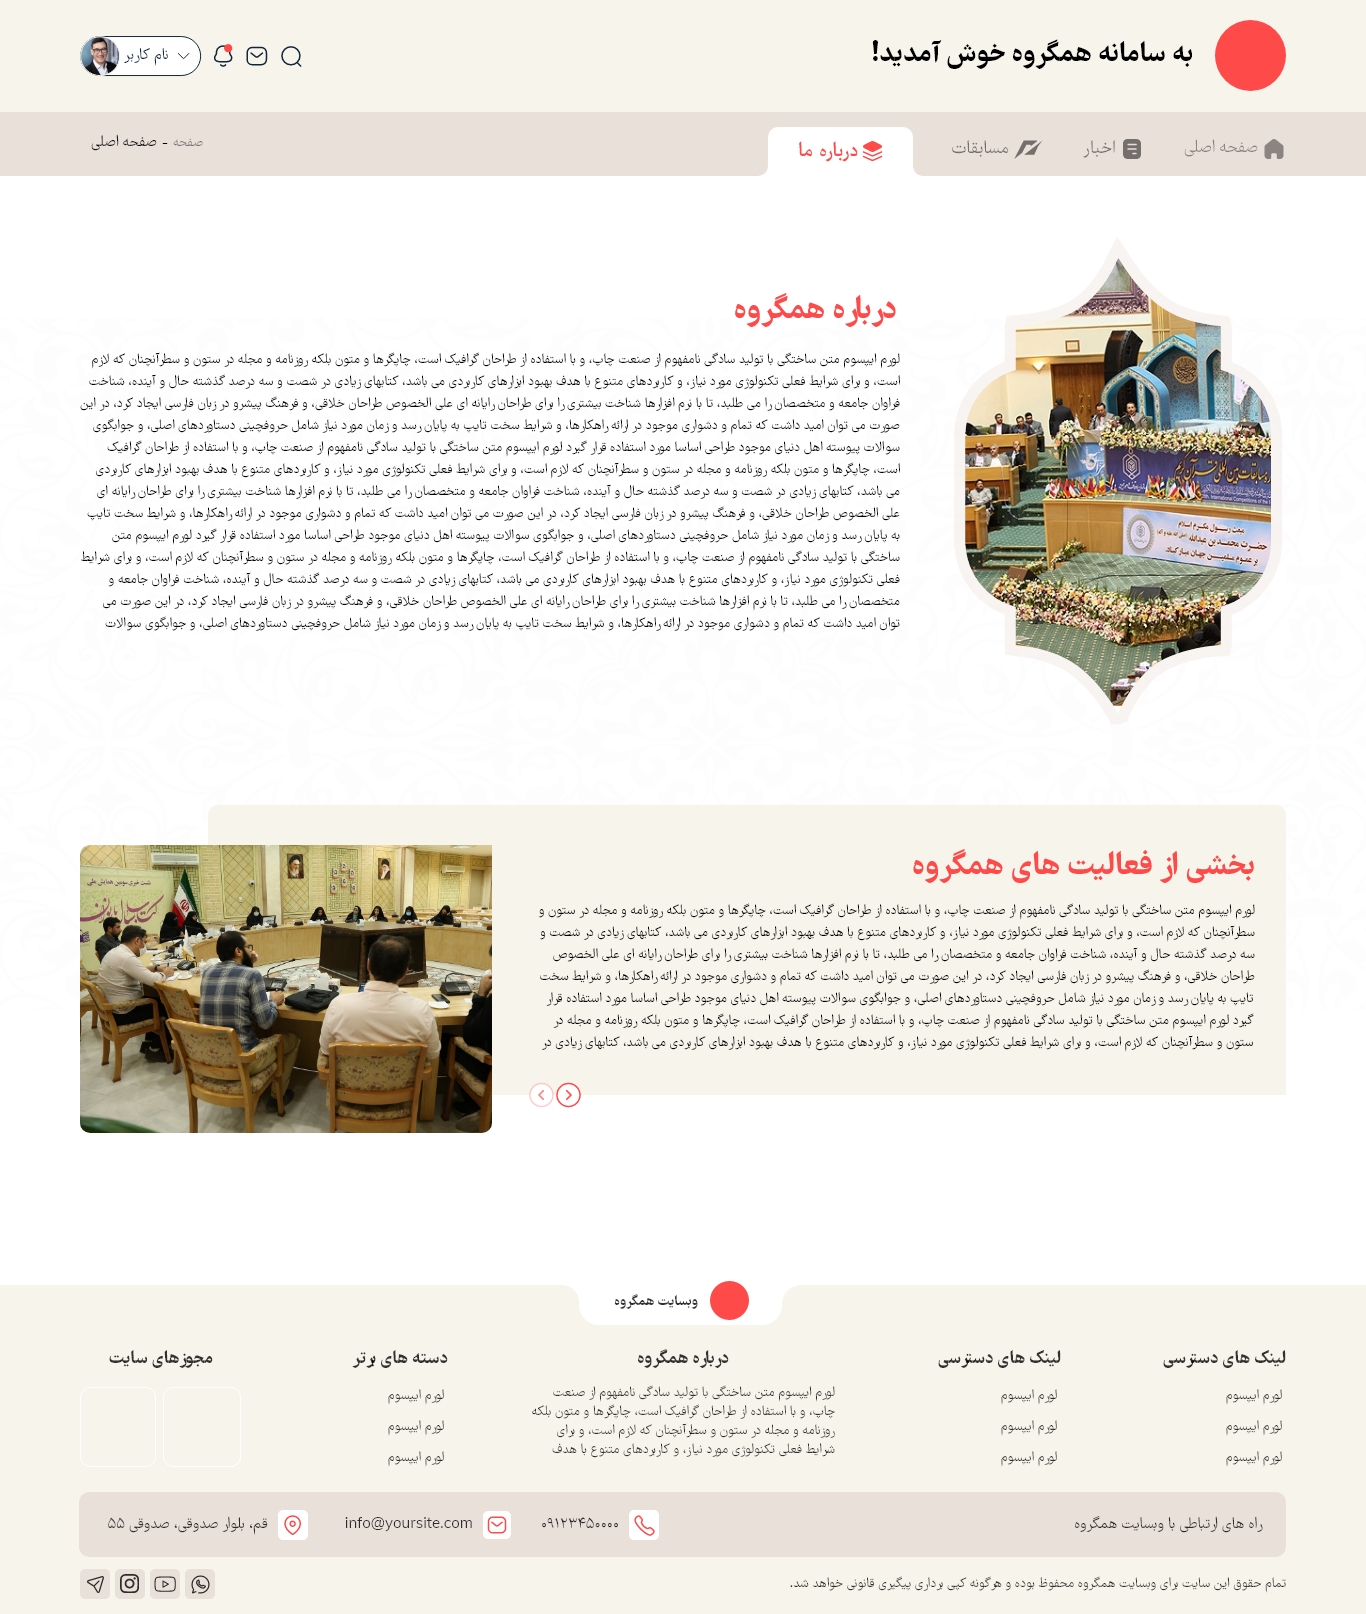 به سامانه همگروه خوش آمدید!
نام کاربر
صفحه اصلی
اخبار
مسابقات
درباره ما
صفحه - صفحه اصلی
درباره همگروه
لورم ایپسوم متن ساختگی با تولید سادگی نامفهوم از صنعت چاپ، و با استفاده از طراحان گرافیک است، چاپگرها و متون بلکه روزنامه و مجله در ستون و سطرآنچنان که لازم
است، و برای شرایط فعلی تکنولوژی مورد نیاز، و کاربردهای متنوع با هدف بهبود ابزارهای کاربردی می باشد، کتابهای زیادی در شصت و سه درصد گذشته حال و آینده، شناخت
فراوان جامعه و متخصصان را می طلبد، تا با نرم افزارها شناخت بیشتری را برای طراحان رایانه ای علی الخصوص طراحان خلاقی، و فرهنگ پیشرو در زبان فارسی ایجاد کرد، در این
صورت می توان امید داشت که تمام و دشواری موجود در ارائه راهکارها، و شرایط سخت تایپ به پایان رسد و زمان مورد نیاز شامل حروفچینی دستاوردهای اصلی، و جوابگوی
سوالات پیوسته اهل دنیای موجود طراحی اساسا مورد استفاده قرار گیرد لورم ایپسوم متن ساختگی با تولید سادگی نامفهوم از صنعت چاپ، و با استفاده از طراحان گرافیک
است، چاپگرها و متون بلکه روزنامه و مجله در ستون و سطرآنچنان که لازم است، و برای شرایط فعلی تکنولوژی مورد نیاز، و کاربردهای متنوع با هدف بهبود ابزارهای کاربردی
می باشد، کتابهای زیادی در شصت و سه درصد گذشته حال و آینده، شناخت فراوان جامعه و متخصصان را می طلبد، تا با نرم افزارها شناخت بیشتری را برای طراحان رایانه ای
علی الخصوص طراحان خلاقی، و فرهنگ پیشرو در زبان فارسی ایجاد کرد، در این صورت می توان امید داشت که تمام و دشواری موجود در ارائه راهکارها، و شرایط سخت تایپ
به پایان رسد و زمان مورد نیاز شامل حروفچینی دستاوردهای اصلی، و جوابگوی سوالات پیوسته اهل دنیای موجود طراحی اساسا مورد استفاده قرار گیرد لورم ایپسوم متن
ساختگی با تولید سادگی نامفهوم از صنعت چاپ، و با استفاده از طراحان گرافیک است، چاپگرها و متون بلکه روزنامه و مجله در ستون و سطرآنچنان که لازم است، و برای شرایط
فعلی تکنولوژی مورد نیاز، و کاربردهای متنوع با هدف بهبود ابزارهای کاربردی می باشد، کتابهای زیادی در شصت و سه درصد گذشته حال و آینده، شناخت فراوان جامعه و
متخصصان را می طلبد، تا با نرم افزارها شناخت بیشتری را برای طراحان رایانه ای علی الخصوص طراحان خلاقی، و فرهنگ پیشرو در زبان فارسی ایجاد کرد، در این صورت می
توان امید داشت که تمام و دشواری موجود در ارائه راهکارها، و شرایط سخت تایپ به پایان رسد و زمان مورد نیاز شامل حروفچینی دستاوردهای اصلی، و جوابگوی سوالات
مبعث رسول مکرم اسلام
حضرت محمد بن عبدالله
بر عموم مسلمین جهان مبارکباد
بخشی از فعالیت های همگروه
لورم ایپسوم متن ساختگی با تولید سادگی نامفهوم از صنعت چاپ، و با استفاده از طراحان گرافیک است، چاپگرها و متون بلکه روزنامه و مجله در ستون و
سطرآنچنان که لازم است، و برای شرایط فعلی تکنولوژی مورد نیاز، و کاربردهای متنوع با هدف بهبود ابزارهای کاربردی می باشد، کتابهای زیادی در شصت و
سه درصد گذشته حال و آینده، شناخت فراوان جامعه و متخصصان را می طلبد، تا با نرم افزارها شناخت بیشتری را برای طراحان رایانه ای علی الخصوص
طراحان خلاقی، و فرهنگ پیشرو در زبان فارسی ایجاد کرد، در این صورت می توان امید داشت که تمام و دشواری موجود در ارائه راهکارها، و شرایط سخت
تایپ به پایان رسد و زمان مورد نیاز شامل حروفچینی دستاوردهای اصلی، و جوابگوی سوالات پیوسته اهل دنیای موجود طراحی اساسا مورد استفاده قرار
گیرد لورم ایپسوم متن ساختگی با تولید سادگی نامفهوم از صنعت چاپ، و با استفاده از طراحان گرافیک است، چاپگرها و متون بلکه روزنامه و مجله در
ستون و سطرآنچنان که لازم است، و برای شرایط فعلی تکنولوژی مورد نیاز، و کاربردهای متنوع با هدف بهبود ابزارهای کاربردی می باشد، کتابهای زیادی در
نشست خبری سومین همایش ملی
وبسایت همگروه
لینک های دسترسی
لورم ایپسوم
لورم ایپسوم
لورم ایپسوم
لینک های دسترسی
لورم ایپسوم
لورم ایپسوم
لورم ایپسوم
درباره همگروه
لورم ایپسوم متن ساختگی با تولید سادگی نامفهوم از صنعت
چاپ، و با استفاده از طراحان گرافیک است، چاپگرها و متون بلکه
روزنامه و مجله در ستون و سطرآنچنان که لازم است، و برای
شرایط فعلی تکنولوژی مورد نیاز، و کاربردهای متنوع با هدف
دسته های برتر
لورم ایپسوم
لورم ایپسوم
لورم ایپسوم
مجوزهای سایت
راه های ارتباطی با وبسایت همگروه
۰۹۱۲۳۴۵۰۰۰۰
info@yoursite.com
قم، بلوار صدوقی، صدوقی ۵۵
تمام حقوق این سایت برای وبسایت همگروه محفوظ بوده و هرگونه کپی برداری پیگیری قانونی خواهد شد.